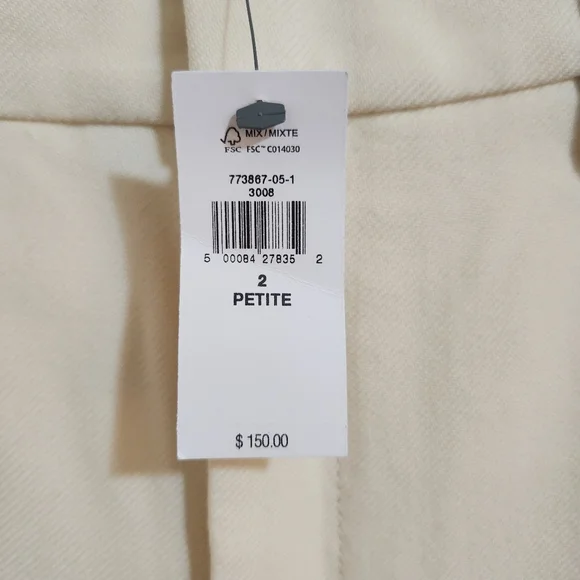 MIX/MIXTE
FSC FSC™ C014030
773867-05-1
3008
5 00084 27835 2
2
PETITE
$ 150.00